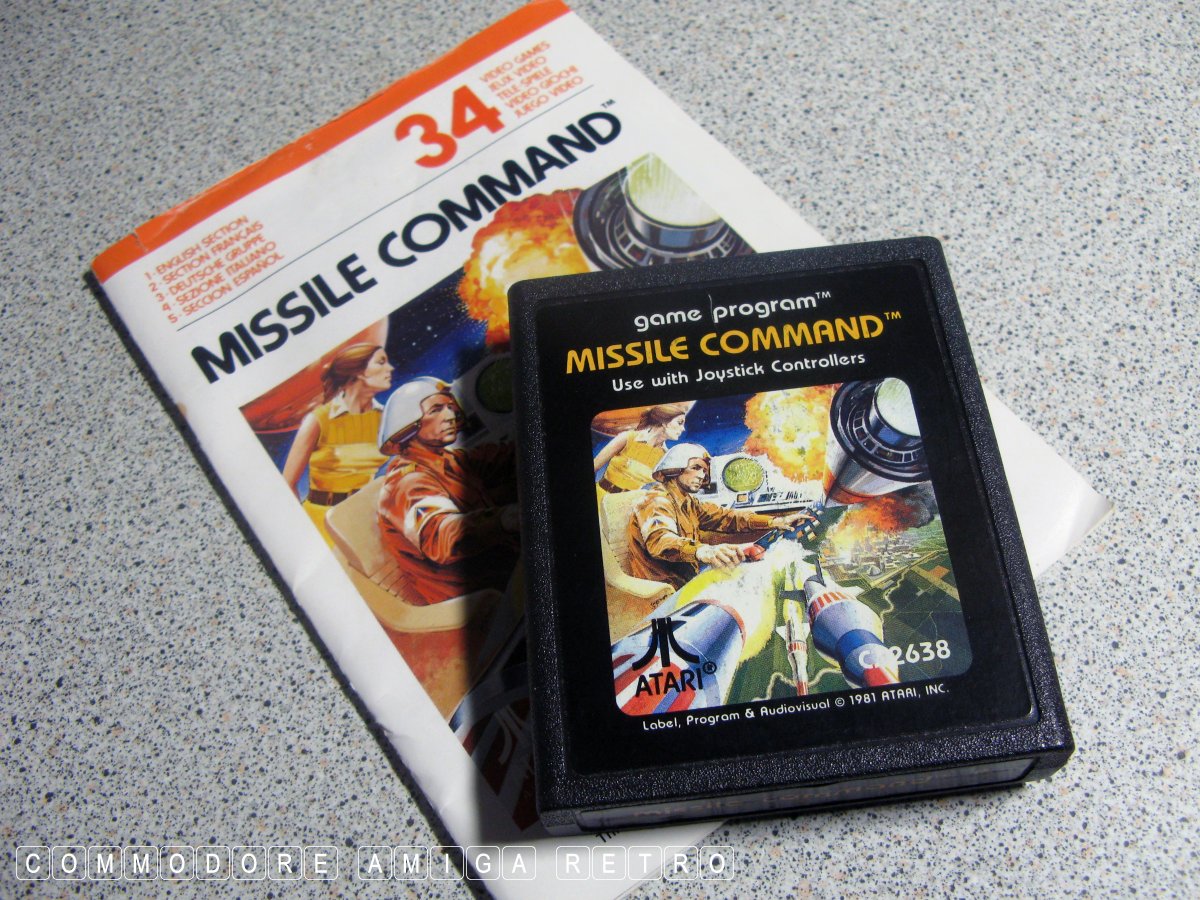 34
VIDEO GAMES
JEUX VIDEO
TELE-SPIELE
VIDEO GIOCHI
JUEGO VIDEO
1 - ENGLISH SECTION
2 - SECTION FRANCAIS
3 - DEUTSCHE GRUPPE
4 - SEZIONE ITALIANO
5 - SECCION ESPAÑOL
MISSILE COMMAND™
game program™
MISSILE COMMAND™
Use with Joystick Controllers
ATARI®
CX2638
Label, Program & Audiovisual © 1981 ATARI, INC.
COMMODORE AMIGA RETRO